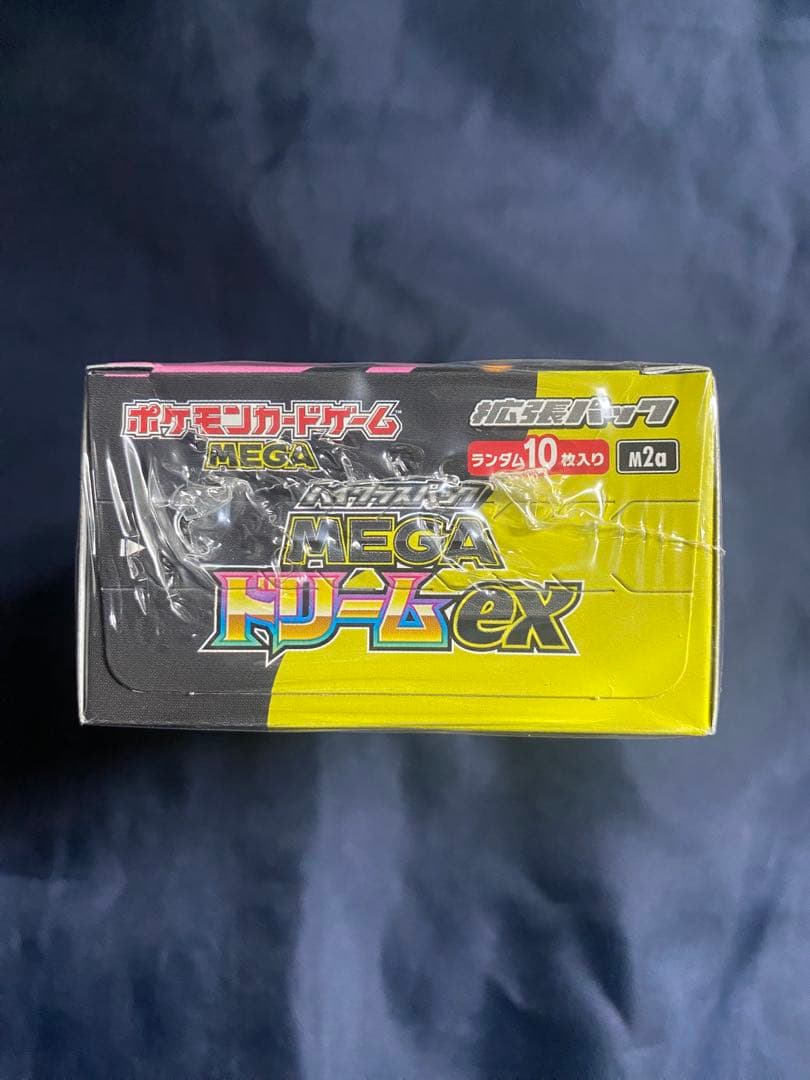 ポケモンカードゲーム™
MEGA
拡張パック
ランダム10枚入り
M2a
ハイクラスパック
MEGA
ドリームex